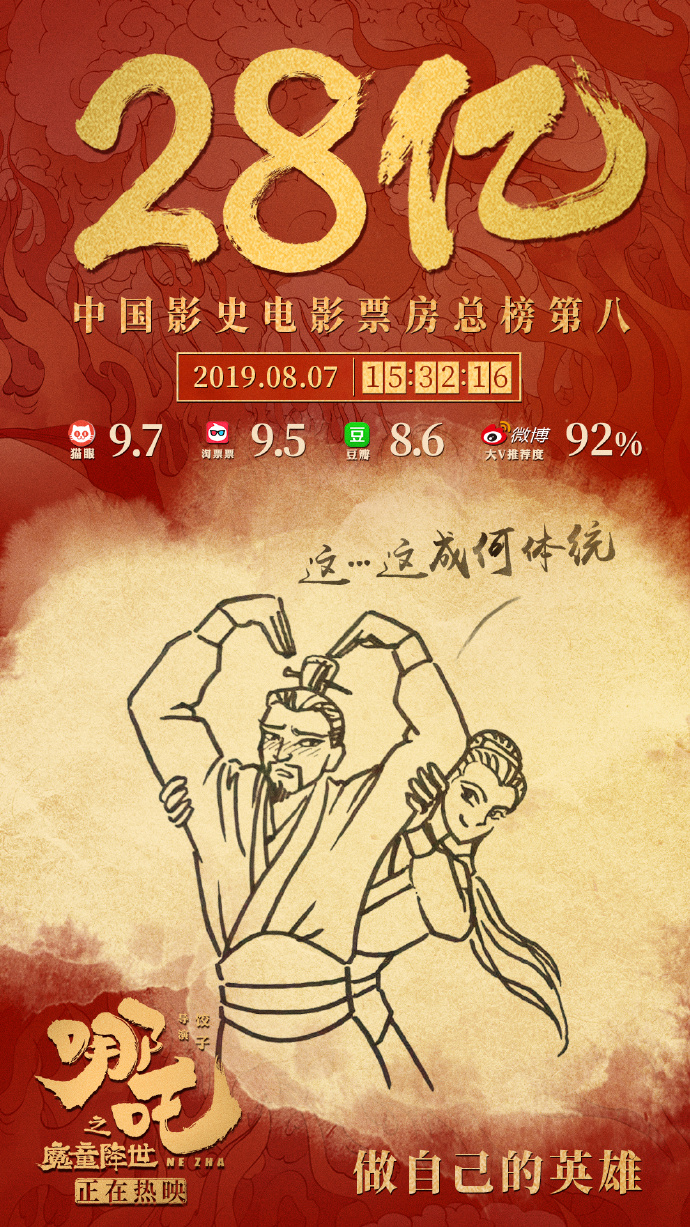 28亿
中国影史电影票房总榜第八
2019.08.07 15:32:16
猫眼 9.7 淘票票 9.5 豆 豆瓣 8.6 微博 大V推荐度 92%
这…这成何体统
哪吒
之
魔童降世 NE ZHA
导演 饺子
正在热映
做自己的英雄